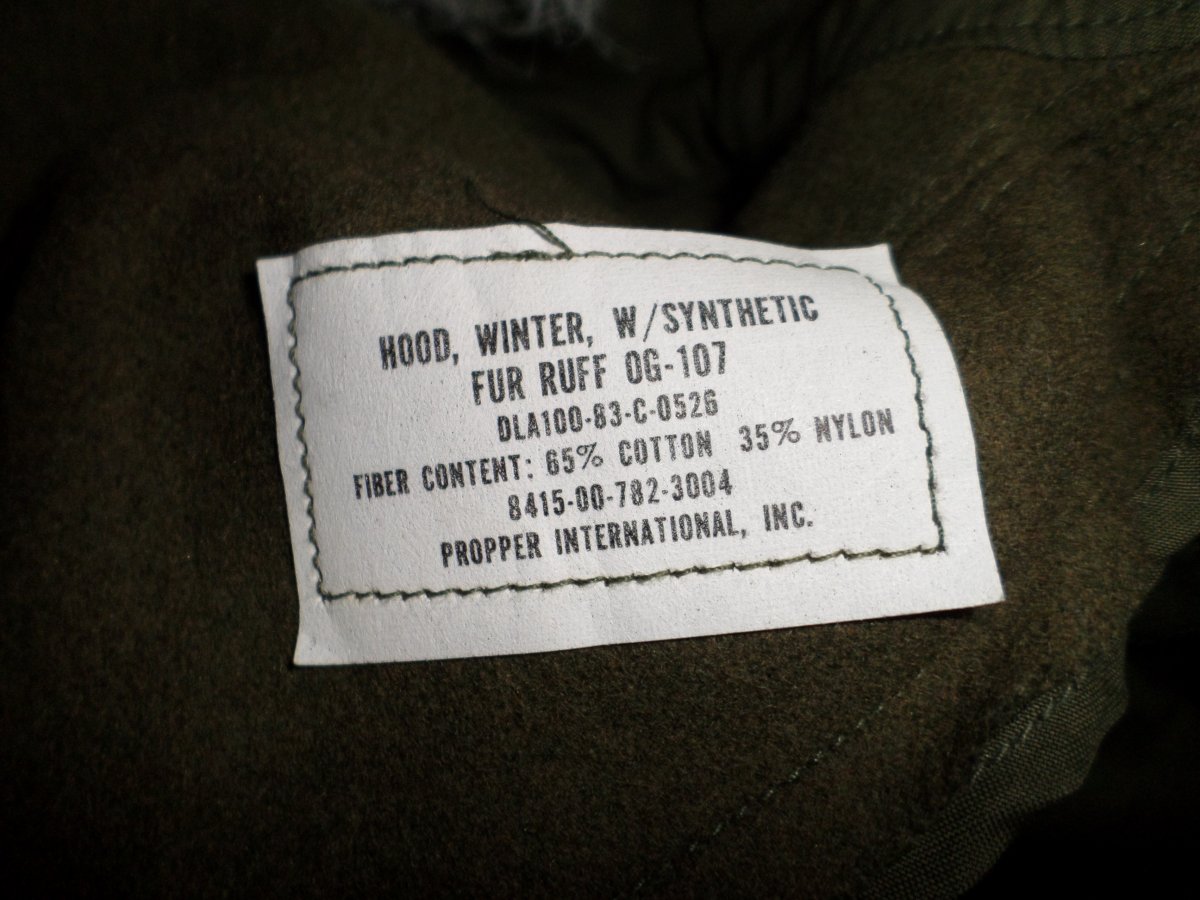 HOOD, WINTER, W/SYNTHETIC
FUR RUFF OG-107
DLA100-83-C-0526
FIBER CONTENT: 65% COTTON 35% NYLON
8415-00-782-3004
PROPPER INTERNATIONAL, INC.